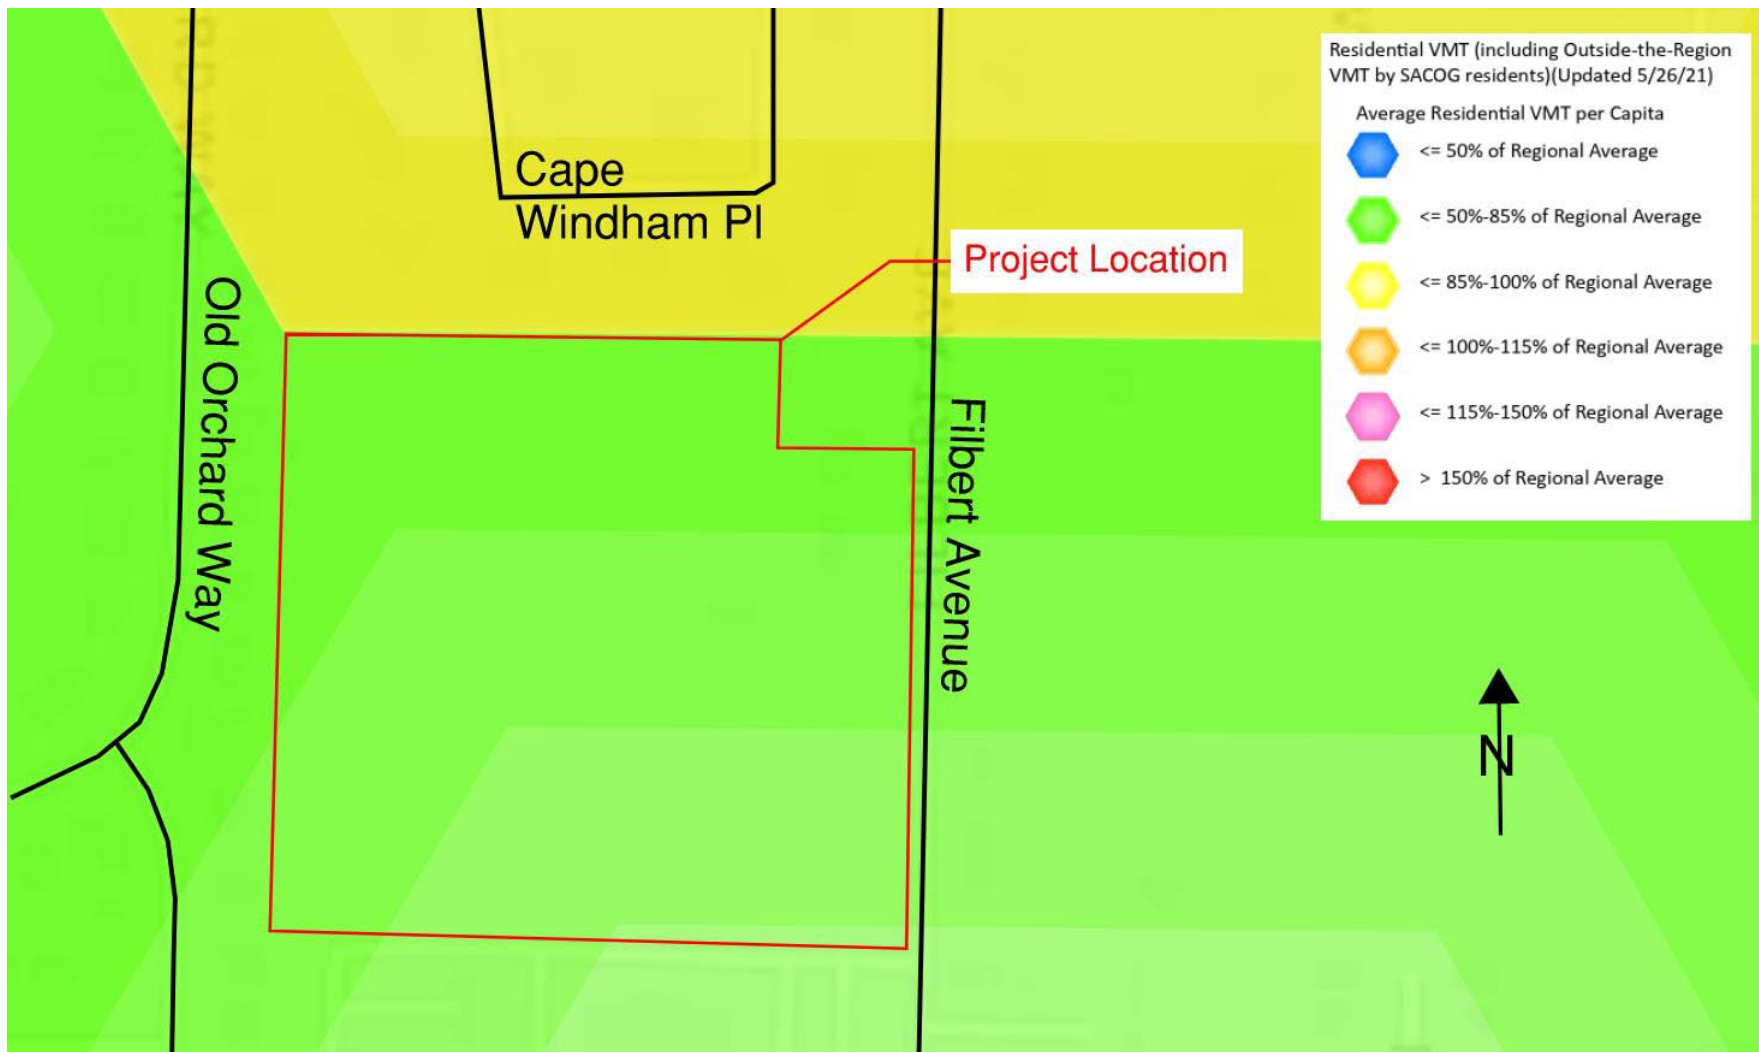 Residential VMT (including Outside-the-Region
VMT by SACOG residents)(Updated 5/26/21)
Average Residential VMT per Capita
<= 50% of Regional Average
<= 50%-85% of Regional Average
<= 85%-100% of Regional Average
<= 100%-115% of Regional Average
<= 115%-150% of Regional Average
> 150% of Regional Average
Cape
Windham Pl
Project Location
Old Orchard Way
Filbert Avenue
N